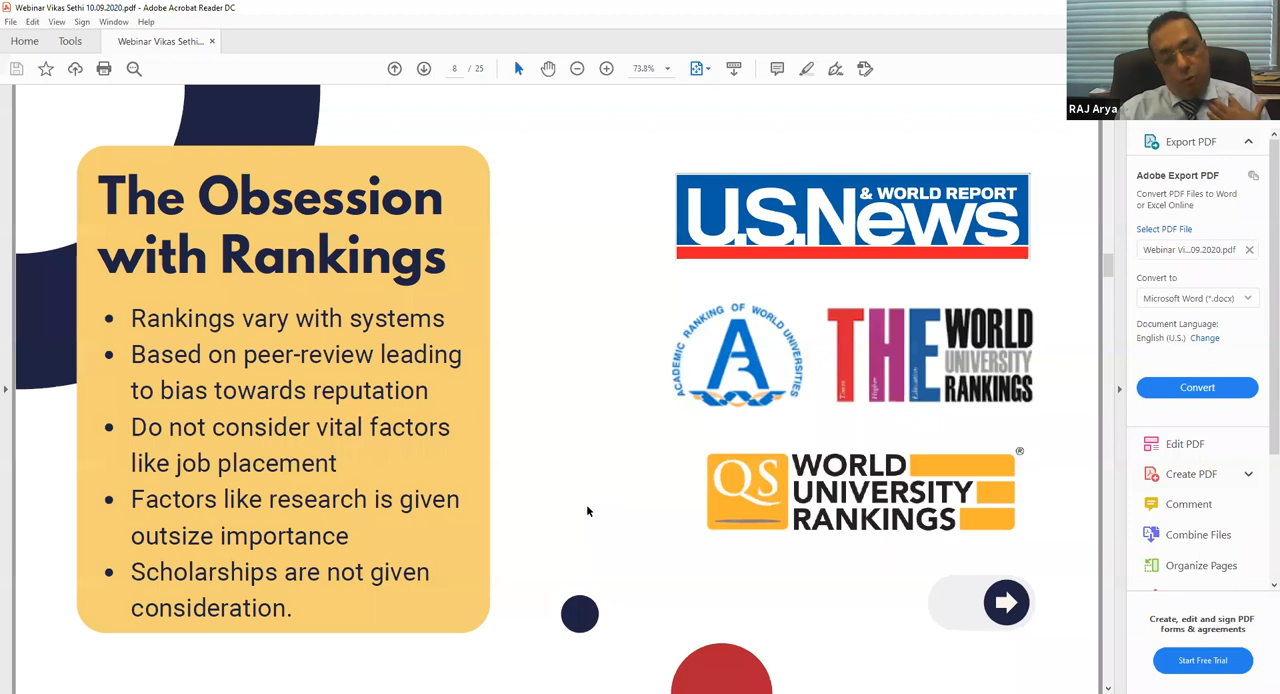 Webinar Vikas Sethi 10.09.2020.pdf - Adobe Acrobat Reader DC
File Edit View Sign Window Help
Home Tools Webinar Vikas Sethi... ×
8 / 25 73.8%
RAJ Arya
The Obsession
with Rankings
• Rankings vary with systems
• Based on peer-review leading
to bias towards reputation
• Do not consider vital factors
like job placement
• Factors like research is given
outsize importance
• Scholarships are not given
consideration.
U.S.News
& WORLD REPORT
ACADEMIC RANKING OF WORLD UNIVERSITIES
THE
Times
Higher
Education
WORLD
UNIVERSITY
RANKINGS
QS
WORLD
UNIVERSITY
RANKINGS
®
Export PDF
Adobe Export PDF
Convert PDF Files to Word
or Excel Online
Select PDF File
Webinar Vi...09.2020.pdf
Convert to
Microsoft Word (*.docx)
Document Language:
English (U.S.) Change
Convert
Edit PDF
Create PDF
Comment
Combine Files
Organize Pages
Create, edit and sign PDF
forms & agreements
Start Free Trial